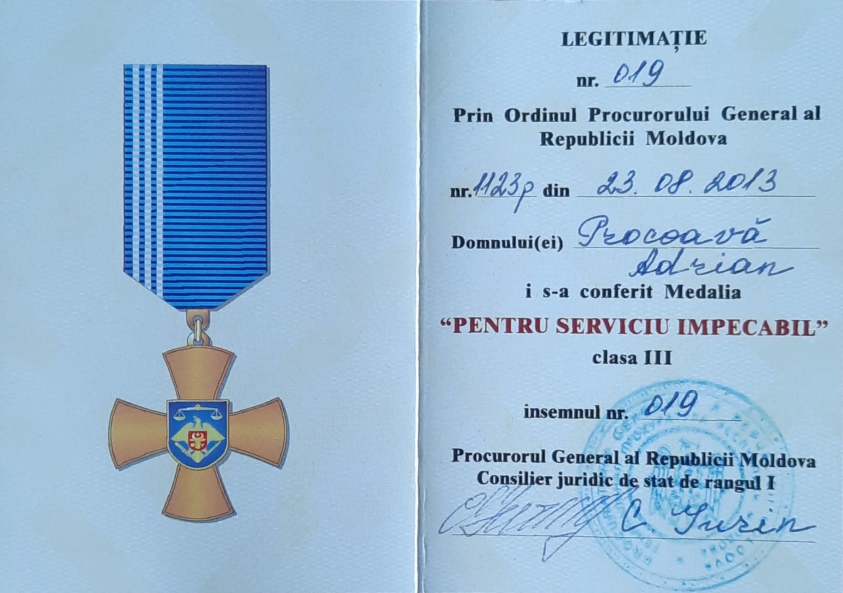 LEGITIMAȚIE
nr. 019
Prin Ordinul Procurorului General al
Republicii Moldova
nr. 1123p din 23. 08. 2013
Domnului(ei) Procoavă
Adrian
i s-a conferit Medalia
“PENTRU SERVICIU IMPECABIL”
clasa III
insemnul nr. 019
Procurorul General al Republicii Moldova
Consilier juridic de stat de rangul I
C Gurin